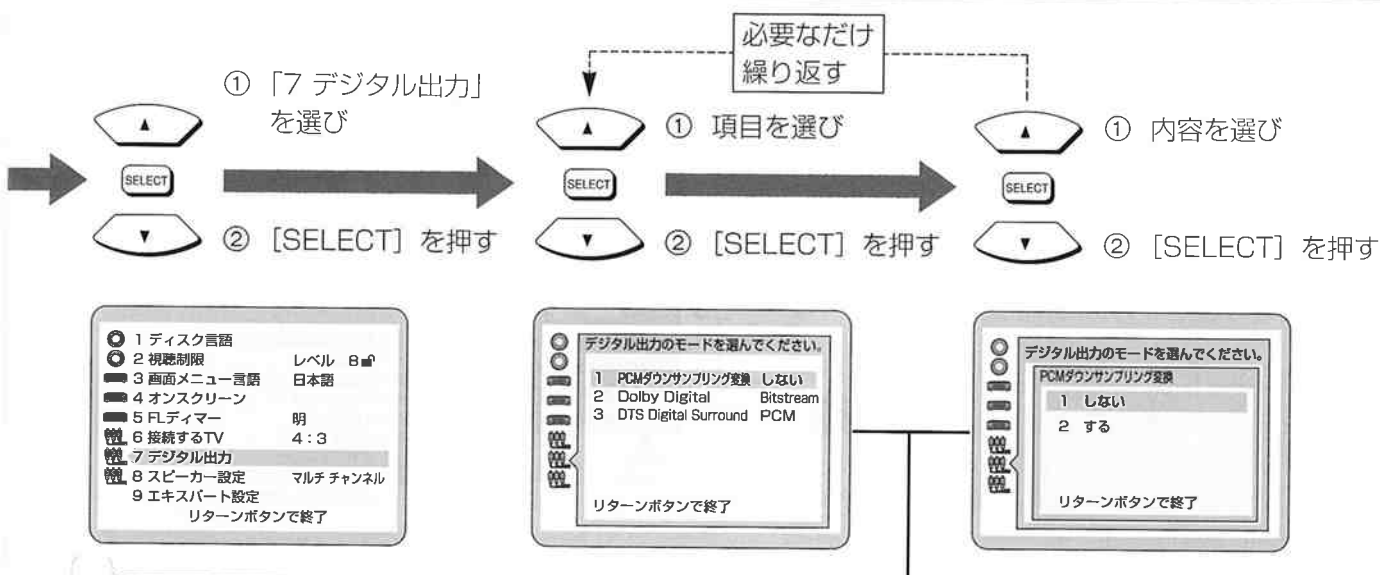 必要なだけ
繰り返す
① 「7 デジタル出力」
を選び
SELECT
② [SELECT] を押す
① 項目を選び
SELECT
② [SELECT] を押す
① 内容を選び
SELECT
② [SELECT] を押す
1 ディスク言語
2 視聴制限 レベル 8
3 画面メニュー言語 日本語
4 オンスクリーン
5 FLディマー 明
6 接続するTV 4:3
7 デジタル出力
8 スピーカー設定 マルチ チャンネル
9 エキスパート設定
リターンボタンで終了
デジタル出力のモードを選んでください。
1 PCMダウンサンプリング変換 しない
2 Dolby Digital Bitstream
3 DTS Digital Surround PCM
リターンボタンで終了
デジタル出力のモードを選んでください。
PCMダウンサンプリング変換
1 しない
2 する
リターンボタンで終了